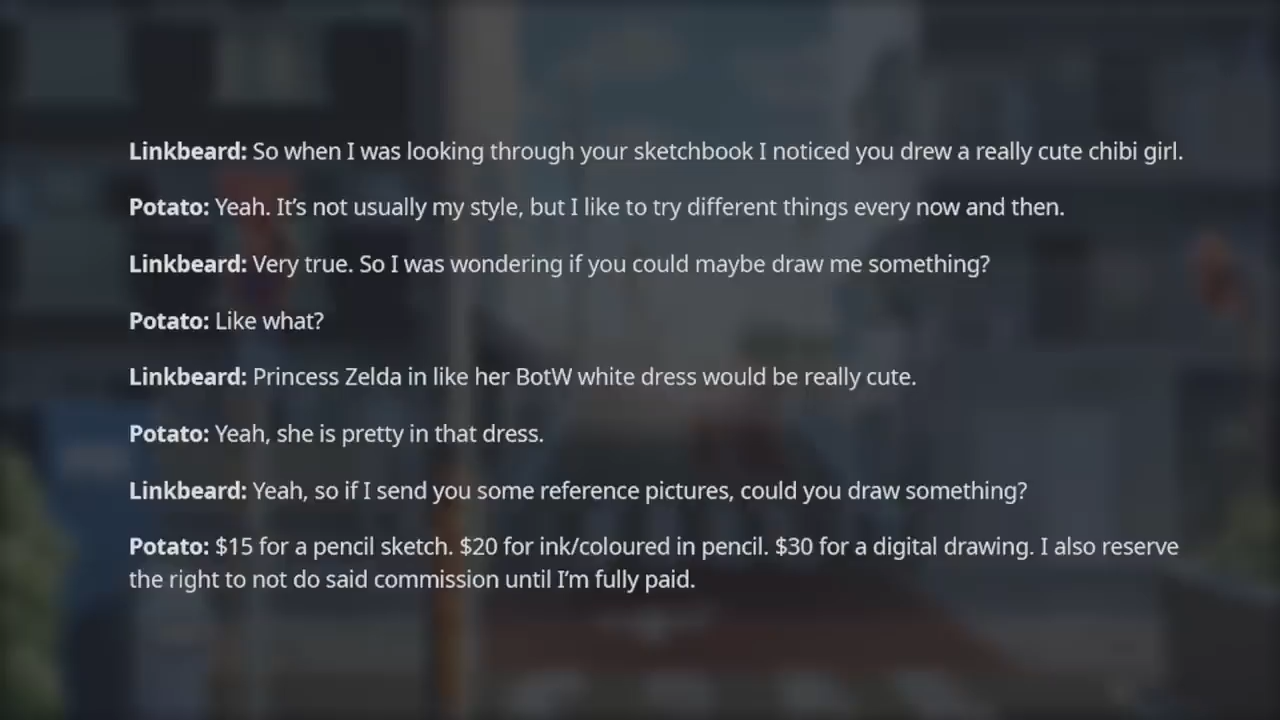 Linkbeard: So when I was looking through your sketchbook I noticed you drew a really cute chibi girl.
Potato: Yeah. It’s not usually my style, but I like to try different things every now and then.
Linkbeard: Very true. So I was wondering if you could maybe draw me something?
Potato: Like what?
Linkbeard: Princess Zelda in like her BotW white dress would be really cute.
Potato: Yeah, she is pretty in that dress.
Linkbeard: Yeah, so if I send you some reference pictures, could you draw something?
Potato: $15 for a pencil sketch. $20 for ink/coloured in pencil. $30 for a digital drawing. I also reserve
the right to not do said commission until I’m fully paid.